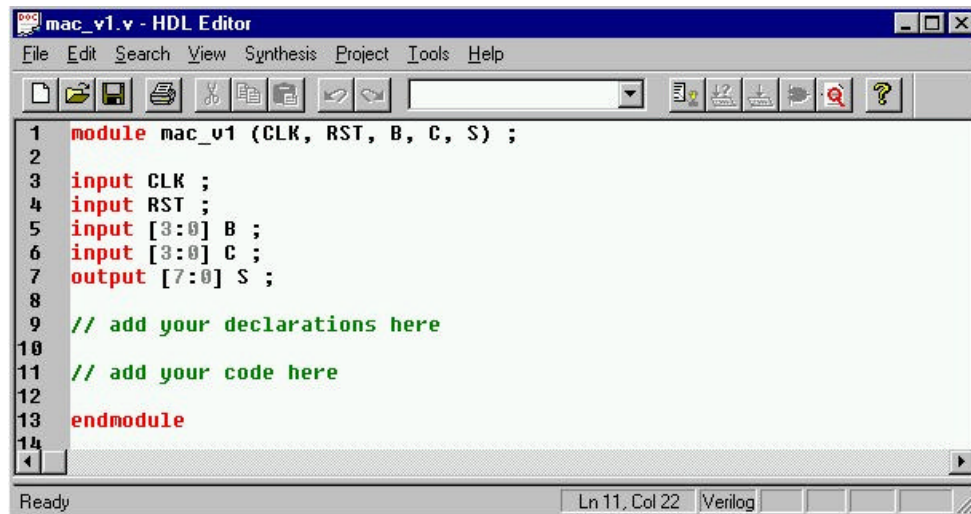 mac_v1.v - HDL Editor
File Edit Search View Synthesis Project Tools Help
1 module mac_v1 (CLK, RST, B, C, S) ;
2
3 input CLK ;
4 input RST ;
5 input [3:0] B ;
6 input [3:0] C ;
7 output [7:0] S ;
8
9 // add your declarations here
10
11 // add your code here
12
13 endmodule
14
Ready Ln 11, Col 22 Verilog